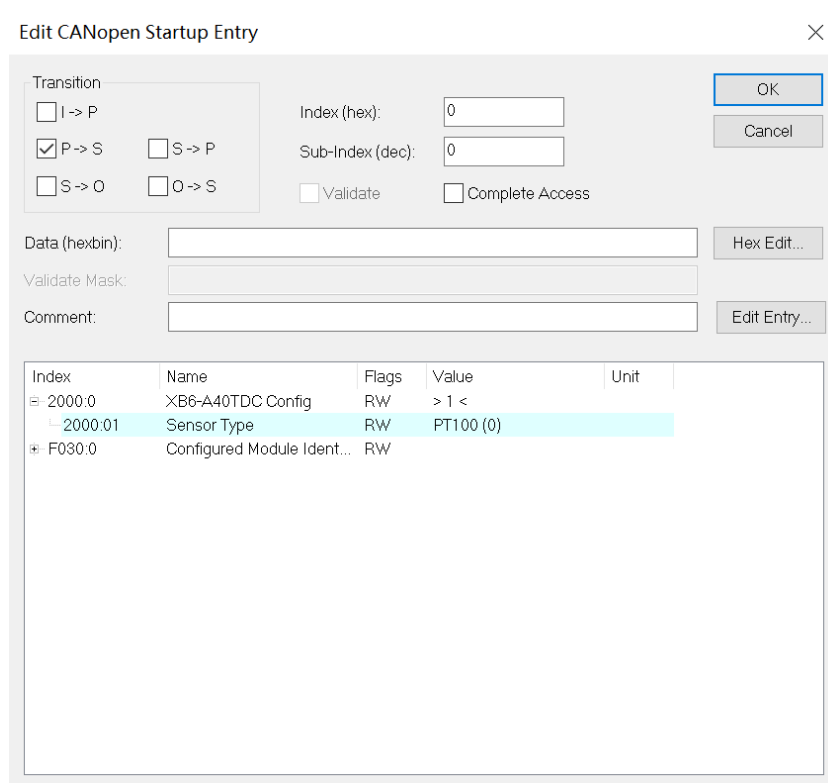 Edit CANopen Startup Entry
Transition
I -> P
P -> S
S -> P
S -> O
O -> S
Index (hex): 0
Sub-Index (dec): 0
Validate
Complete Access
OK
Cancel
Data (hexbin):
Hex Edit...
Validate Mask:
Comment:
Edit Entry...
Index Name Flags Value Unit
2000:0 XB6-A40TDC Config RW > 1 <
2000:01 Sensor Type RW PT100 (0)
F030:0 Configured Module Ident... RW